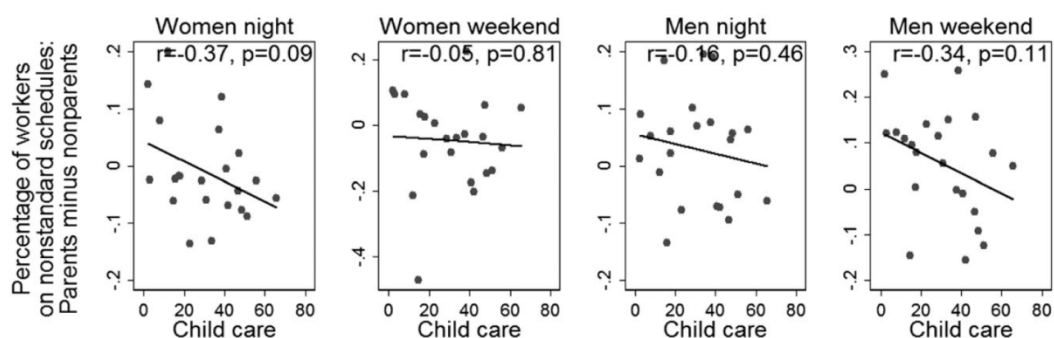 Women night
Women weekend
Men night
Men weekend
r=-0.37, p=0.09
r=-0.05, p=0.81
r=-0.16, p=0.46
r=-0.34, p=0.11
Percentage of workers
on nonstandard schedules:
Parents minus nonparents
.2
.1
0
-.1
-.2
0 20 40 60 80
Child care
.2
0
-.2
-.4
0 20 40 60 80
Child care
.2
.1
0
-.1
-.2
0 20 40 60 80
Child care
.3
.2
.1
0
-.1
-.2
0 20 40 60 80
Child care